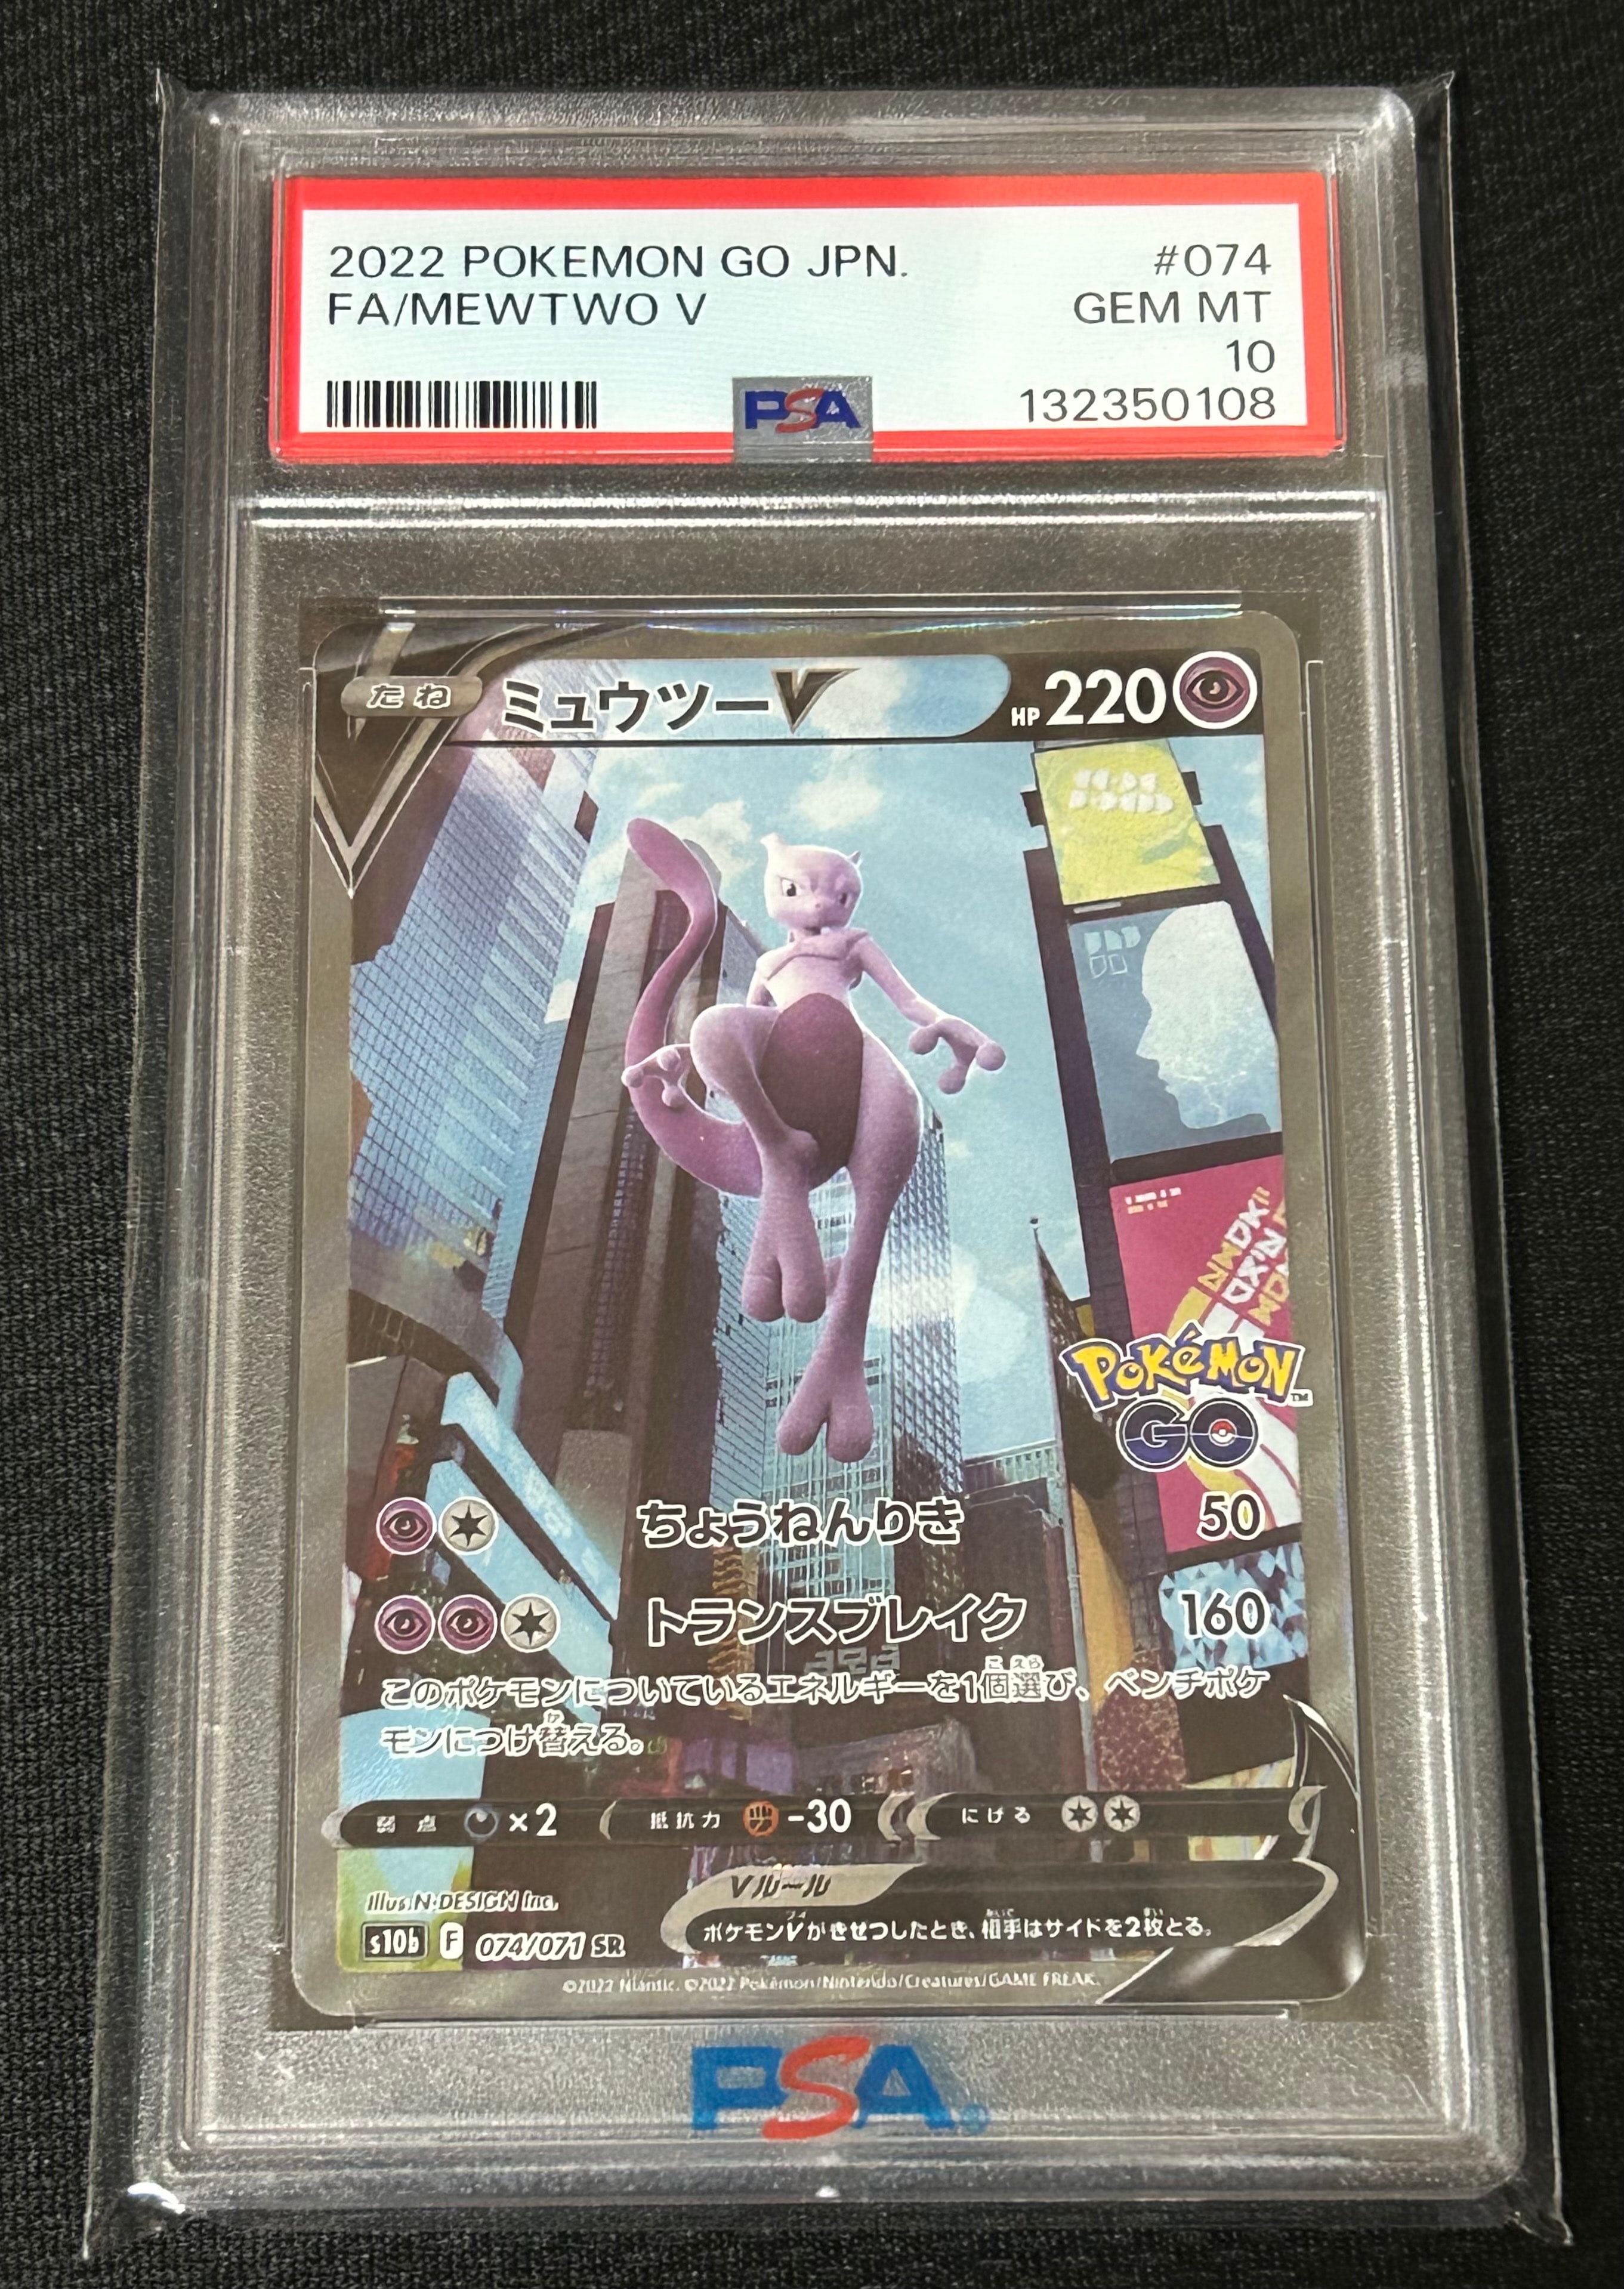 2022 POKEMON GO JPN. #074
FA/MEWTWO V GEM MT
10
PSA 132350108
たね ミュウツーV HP 220
Pokémon™
GO
ちょうねんりき 50
トランスブレイク 160
このポケモンについているエネルギーを1個選び、ベンチポケ
モンにつけ替える。
弱点 ×2 抵抗力 -30 にげる
Vルール
Illus. N-DESIGN Inc.
ポケモンVがきぜつしたとき、相手はサイドを2枚とる。
s10b F 074/071 SR
©2022 Niantic. ©2022 Pokémon/Nintendo/Creatures/GAME FREAK.
PSA®